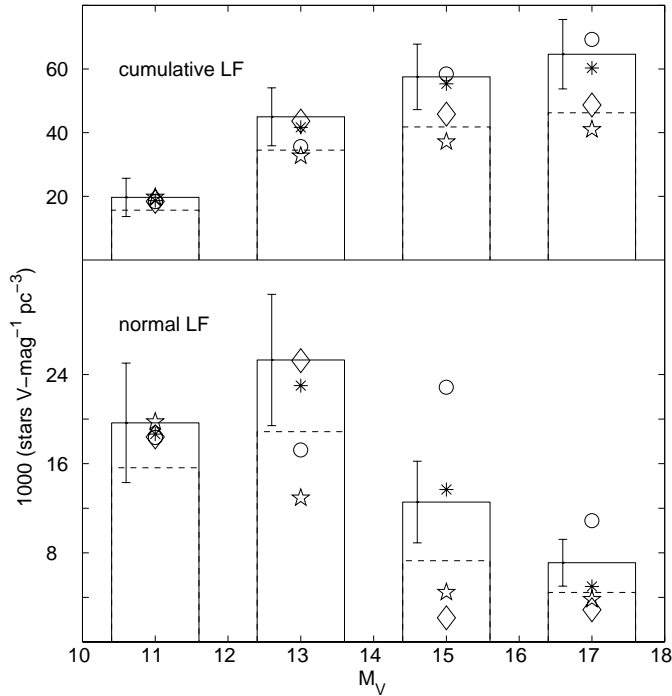 60
cumulative LF
40
20
1000 (stars V−mag⁻¹ pc⁻³)
normal LF
24
16
8
10 11 12 13 14 15 16 17 18
M_V